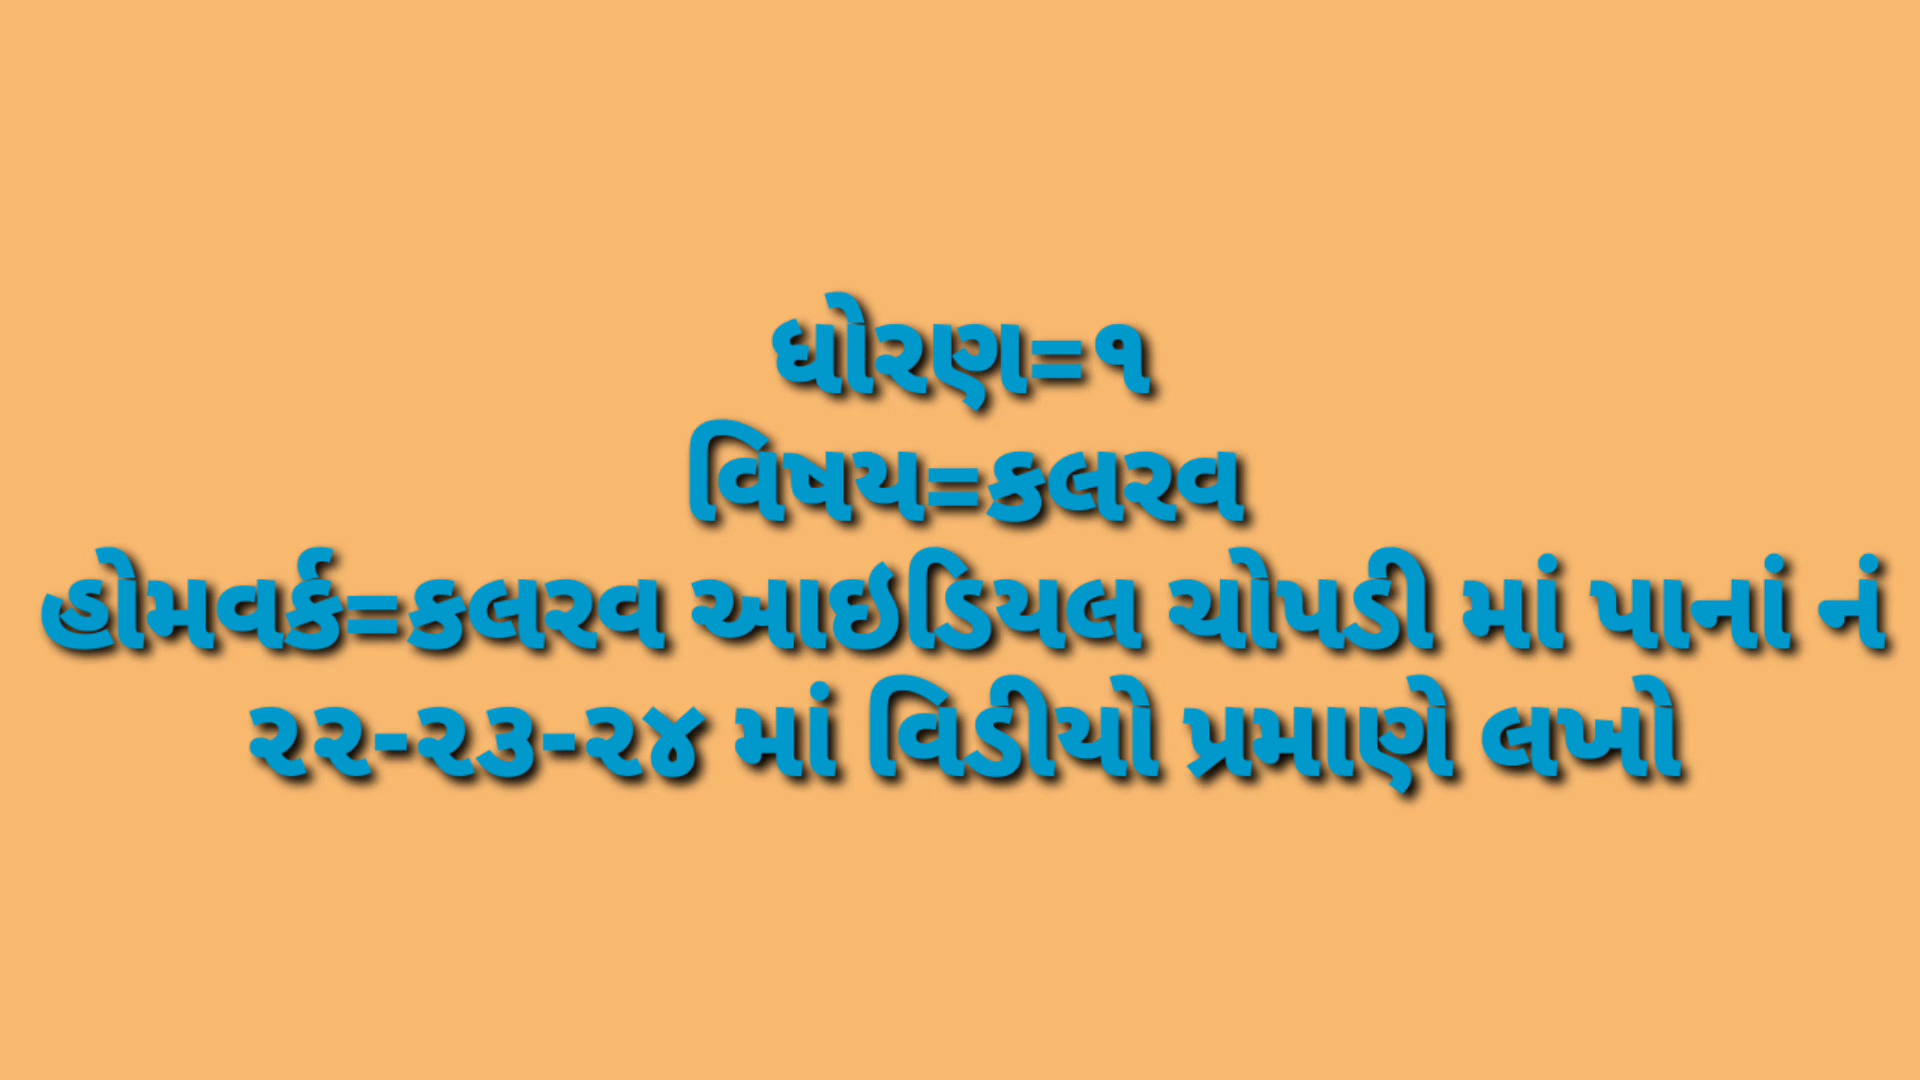 ધોરણ=૧
વિષય=કલરવ
હોમવર્ક=કલરવ આઇડિયલ ચોપડી માં પાનાં નં
૨૨-૨૩-૨૪ માં વિડીયો પ્રમાણે લખો